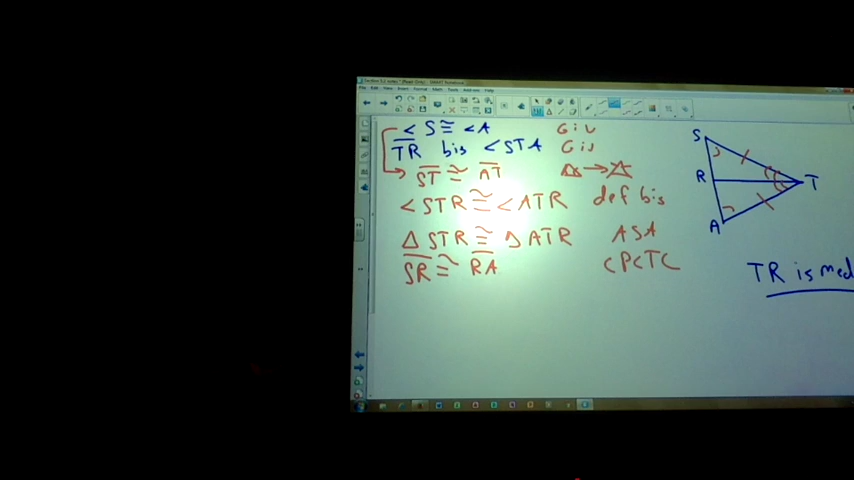 < S ≅ < A Giv
TR bis < STA Giv
ST ≅ AT
< STR ≅ < ATR def bis
Δ STR ≅ Δ ATR ASA
SR ≅ RA CPCTC
S
R
T
A
TR is med